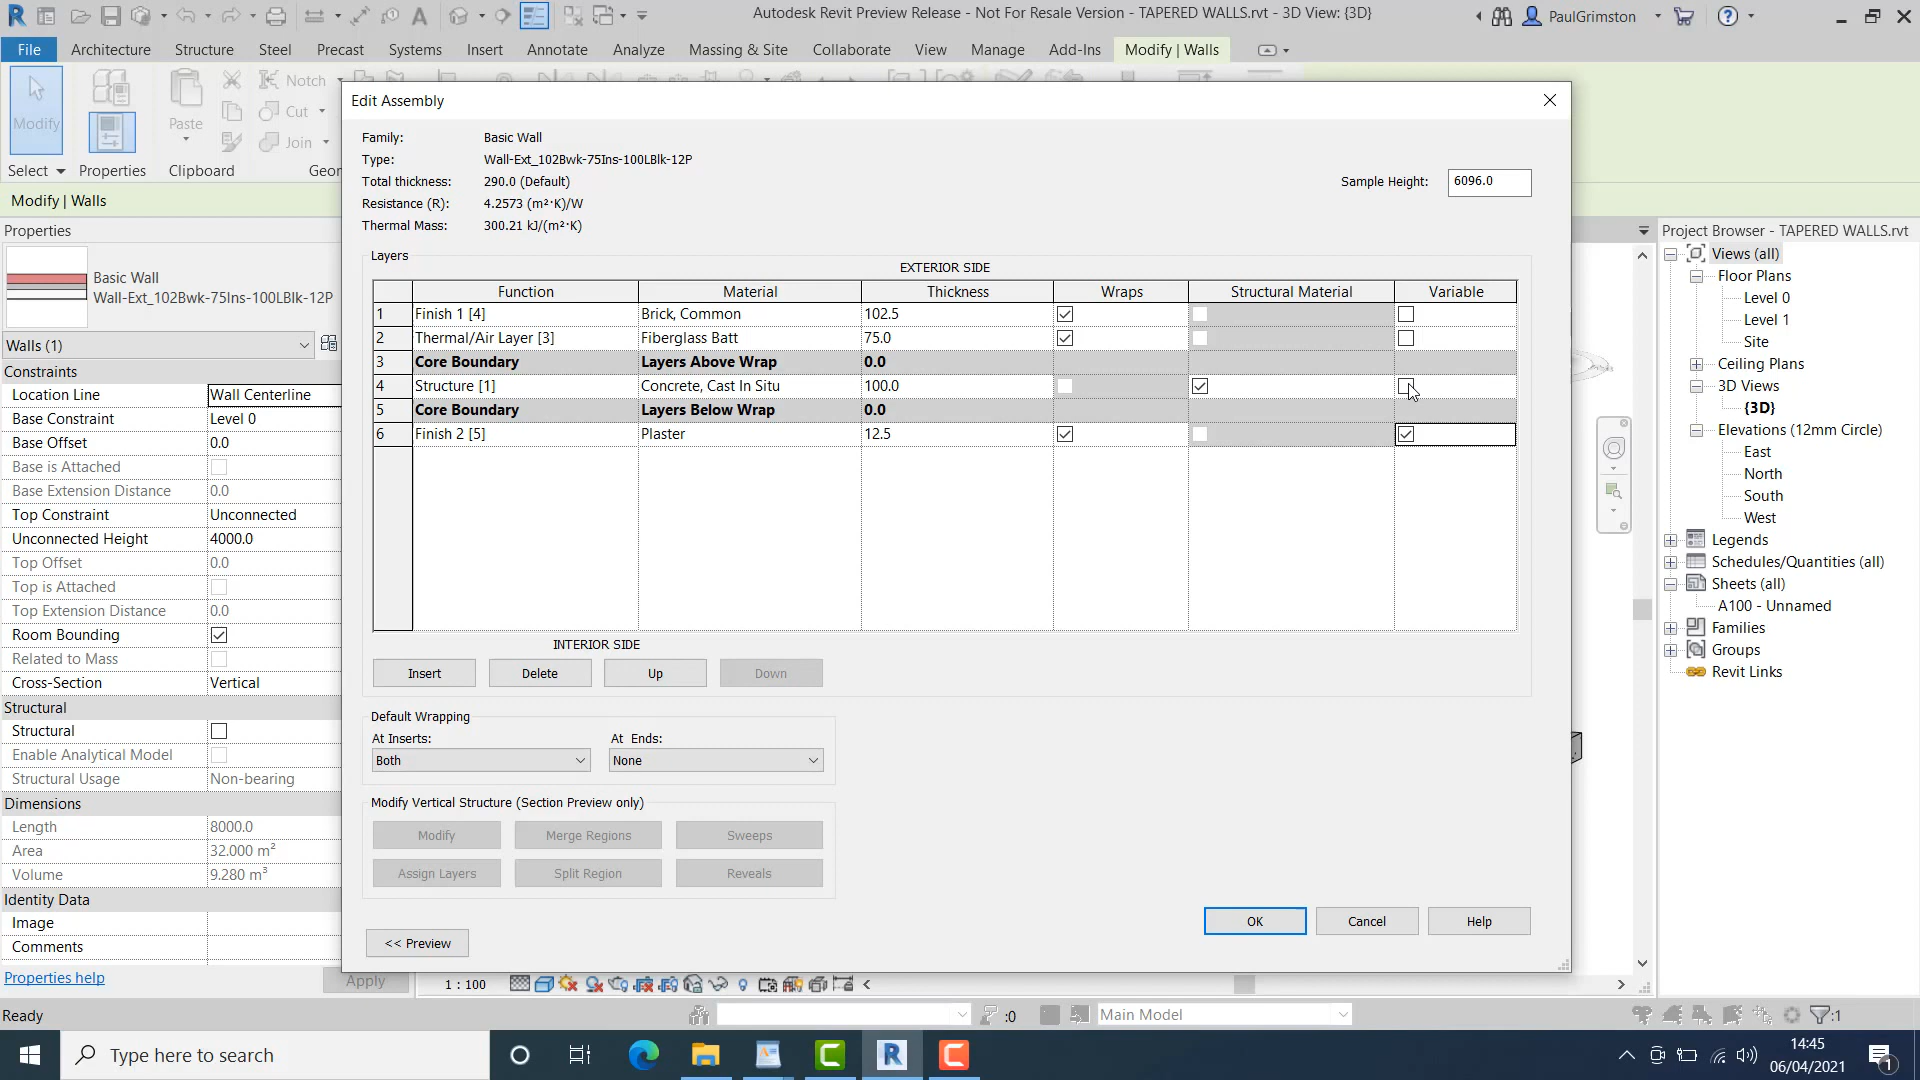 Autodesk Revit Preview Release - Not For Resale Version - TAPERED WALLS.rvt - 3D View: {3D}
PaulGrimston
File Architecture Structure Steel Precast Systems Insert Annotate Analyze Massing & Site Collaborate View Manage Add-Ins Modify | Walls
Modify
Paste
Notch
Cut
Join
Select Properties Clipboard Geor
Modify | Walls
Edit Assembly
Family: Basic Wall
Type: Wall-Ext_102Bwk-75Ins-100LBlk-12P
Total thickness: 290.0 (Default)
Sample Height: 6096.0
Resistance (R): 4.2573 (m²·K)/W
Thermal Mass: 300.21 kJ/(m²·K)
Layers
EXTERIOR SIDE
Function Material Thickness Wraps Structural Material Variable
1 Finish 1 [4] Brick, Common 102.5
2 Thermal/Air Layer [3] Fiberglass Batt 75.0
3 Core Boundary Layers Above Wrap 0.0
4 Structure [1] Concrete, Cast In Situ 100.0
5 Core Boundary Layers Below Wrap 0.0
6 Finish 2 [5] Plaster 12.5
INTERIOR SIDE
Insert Delete Up Down
Default Wrapping
At Inserts: At Ends:
Both None
Modify Vertical Structure (Section Preview only)
Modify Merge Regions Sweeps
Assign Layers Split Region Reveals
OK Cancel Help
<< Preview
Properties
Basic Wall
Wall-Ext_102Bwk-75Ins-100LBlk-12P
Walls (1)
Constraints
Location Line Wall Centerline
Base Constraint Level 0
Base Offset 0.0
Base is Attached
Base Extension Distance 0.0
Top Constraint Unconnected
Unconnected Height 4000.0
Top Offset 0.0
Top is Attached
Top Extension Distance 0.0
Room Bounding
Related to Mass
Cross-Section Vertical
Structural
Structural
Enable Analytical Model
Structural Usage Non-bearing
Dimensions
Length 8000.0
Area 32.000 m²
Volume 9.280 m³
Identity Data
Image
Comments
Properties help Apply
Project Browser - TAPERED WALLS.rvt
Views (all)
Floor Plans
Level 0
Level 1
Site
Ceiling Plans
3D Views
{3D}
Elevations (12mm Circle)
East
North
South
West
Legends
Schedules/Quantities (all)
Sheets (all)
A100 - Unnamed
Families
Groups
Revit Links
1 : 100
Ready
:0
Main Model
:1
Type here to search
14:45
06/04/2021
1